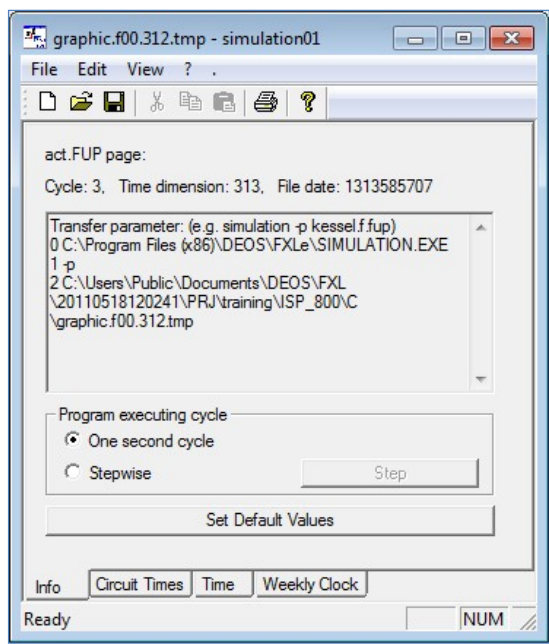 graphic.f00.312.tmp - simulation01
File Edit View ? .
act.FUP page:
Cycle: 3, Time dimension: 313, File date: 1313585707
Transfer parameter: (e.g. simulation -p kessel.f.fup)
0 C:\Program Files (x86)\DEOS\FXLe\SIMULATION.EXE
1 -p
2 C:\Users\Public\Documents\DEOS\FXL
\20110518120241\PRJ\training\ISP_800\C
\graphic.f00.312.tmp
Program executing cycle
One second cycle
Stepwise Step
Set Default Values
Info Circuit Times Time Weekly Clock
Ready NUM